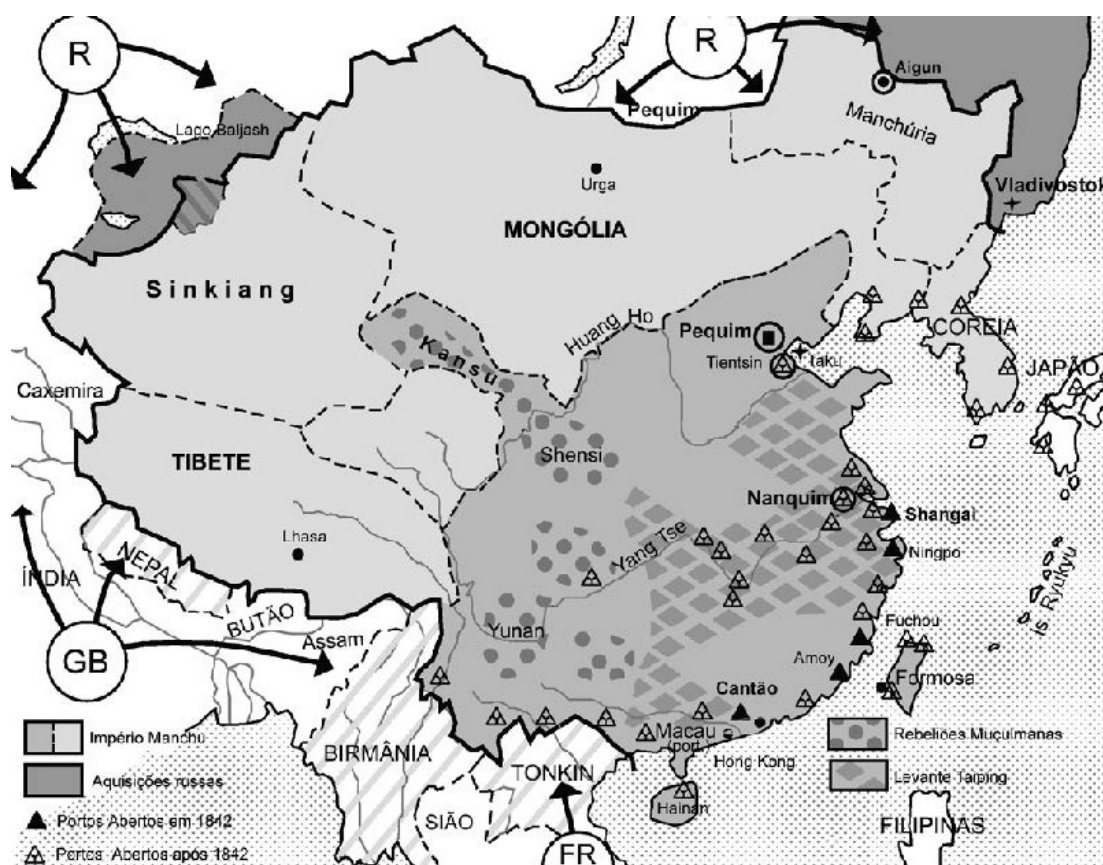 R
R
Aigun
Pequim
Manchúria
Lago Baljash
Urga
Vladivostok
MONGÓLIA
Sinkiang
Huang Ho
Pequim
COREIA
Kansu
Tientsin
taku
JAPÃO
Caxemira
TIBETE
Shensi
Nanquim
Shangai
Lhasa
Yang Tse
Ningpo
NEPAL
ÍNDIA
Is Ryukyu
BUTÃO
Yunan
Fuchou
Assam
GB
Amoy
Formosa
Cantão
Império Manchu
BIRMÂNIA
Macau
(port.
Rebeliões Muçulmanas
Hong Kong
Aquisições russas
TONKIN
Levante Taiping
Hainan
Portos Abertos em 1842
SIÃO
FILIPINAS
Portos Abertos após 1842
FR